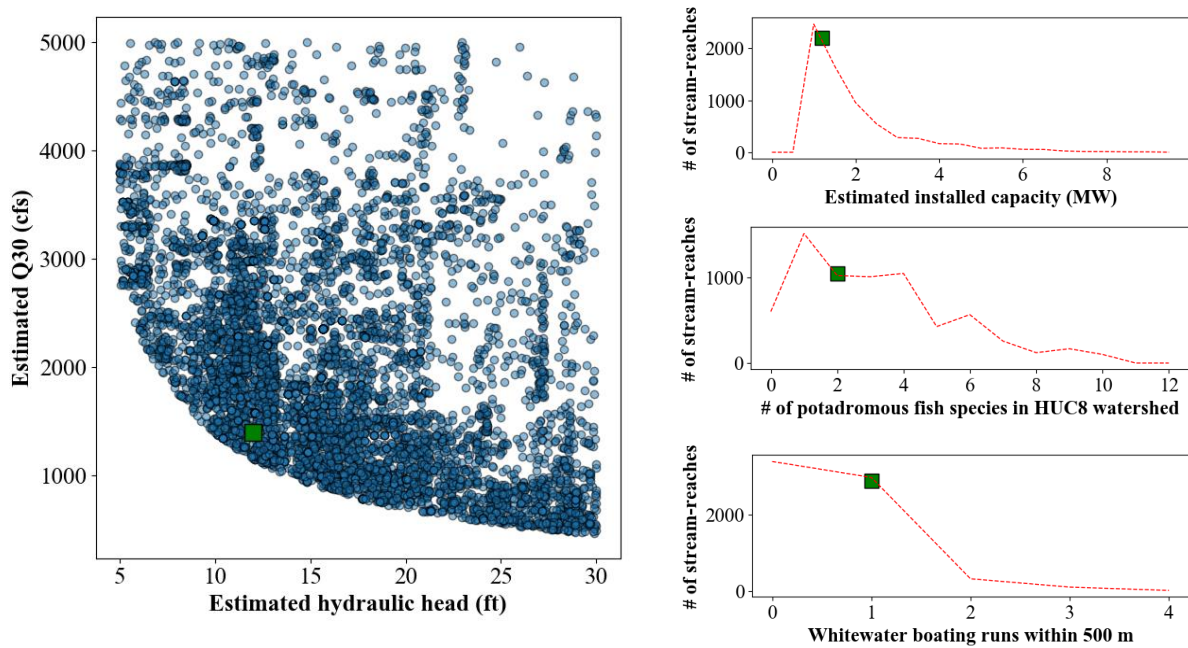 5000
4000
3000
2000
1000
Estimated Q30 (cfs)
5 10 15 20 25 30
Estimated hydraulic head (ft)
# of stream-reaches
2000
1000
0
0 2 4 6 8
Estimated installed capacity (MW)
# of stream-reaches
1000
0
0 2 4 6 8 10 12
# of potadromous fish species in HUC8 watershed
# of stream-reaches
2000
0
0 1 2 3 4
Whitewater boating runs within 500 m